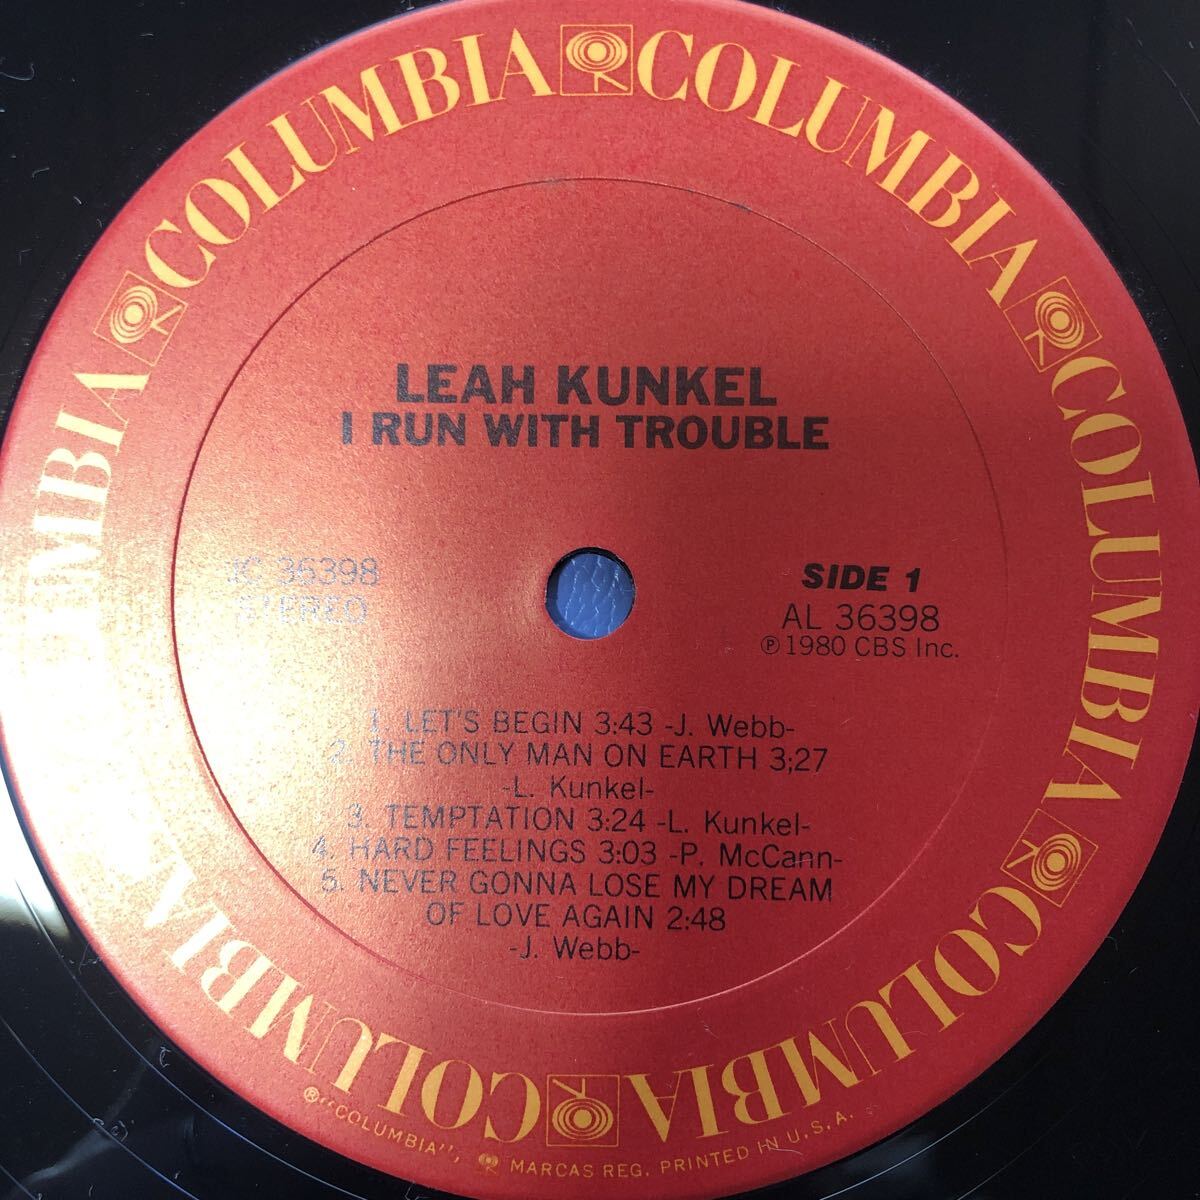 COLUMBIA COLUMBIA COLUMBIA COLUMBIA COLUMBIA COLUMBIA
LEAH KUNKEL
I RUN WITH TROUBLE
JC 36398
STEREO
SIDE 1
AL 36398
℗ 1980 CBS Inc.
1. LET'S BEGIN 3:43 -J. Webb-
2. THE ONLY MAN ON EARTH 3;27
-L. Kunkel-
3. TEMPTATION 3:24 -L. Kunkel-
4. HARD FEELINGS 3:03 -P. McCann-
5. NEVER GONNA LOSE MY DREAM
OF LOVE AGAIN 2:48
-J. Webb-
® "COLUMBIA", MARCAS REG. PRINTED IN U.S.A.